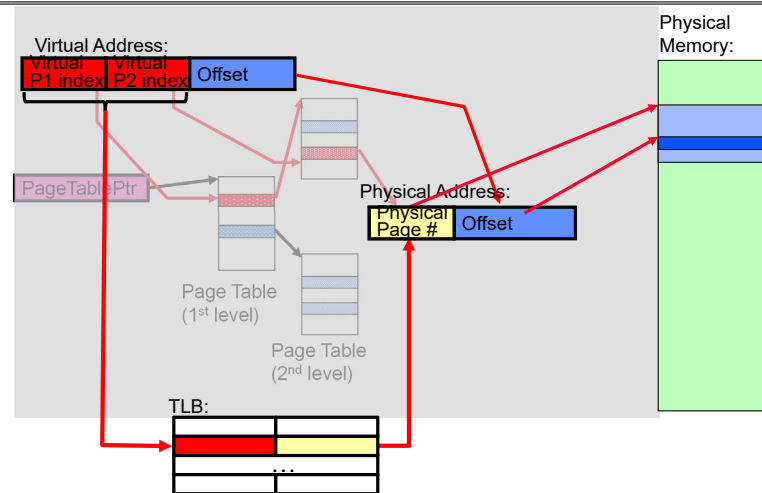 Physical
Memory:
Virtual Address:
Virtual
P1 index
Virtual
P2 index
Offset
PageTablePtr
Physical Address:
Physical
Page #
Offset
Page Table
(1st level)
Page Table
(2nd level)
TLB:
...